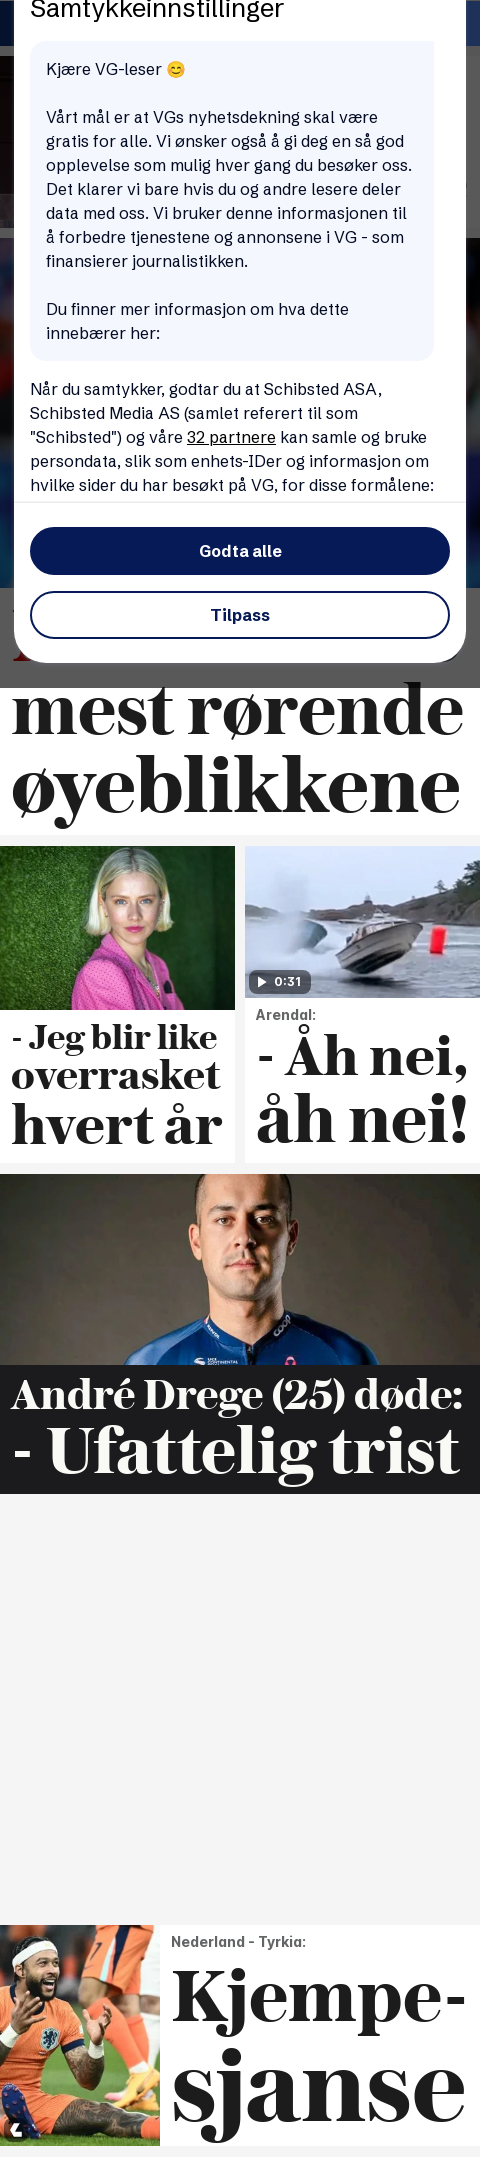 Samtykkeinnstillinger
Kjære VG-leser 😊
Vårt mål er at VGs nyhetsdekning skal være
gratis for alle. Vi ønsker også å gi deg en så god
opplevelse som mulig hver gang du besøker oss.
Det klarer vi bare hvis du og andre lesere deler
data med oss. Vi bruker denne informasjonen til
å forbedre tjenestene og annonsene i VG - som
finansierer journalistikken.
Du finner mer informasjon om hva dette
innebærer her:
Når du samtykker, godtar du at Schibsted ASA,
Schibsted Media AS (samlet referert til som
"Schibsted") og våre 32 partnere kan samle og bruke
persondata, slik som enhets-IDer og informasjon om
hvilke sider du har besøkt på VG, for disse formålene:
Godta alle
Tilpass
mest rørende
øyeblikkene
- Jeg blir like
overrasket
hvert år
0:31
Arendal:
- Åh nei,
åh nei!
UCI CONTINENTAL
coop
André Drege (25) døde:
- Ufattelig trist
Nederland - Tyrkia:
Kjempe-
sjanse